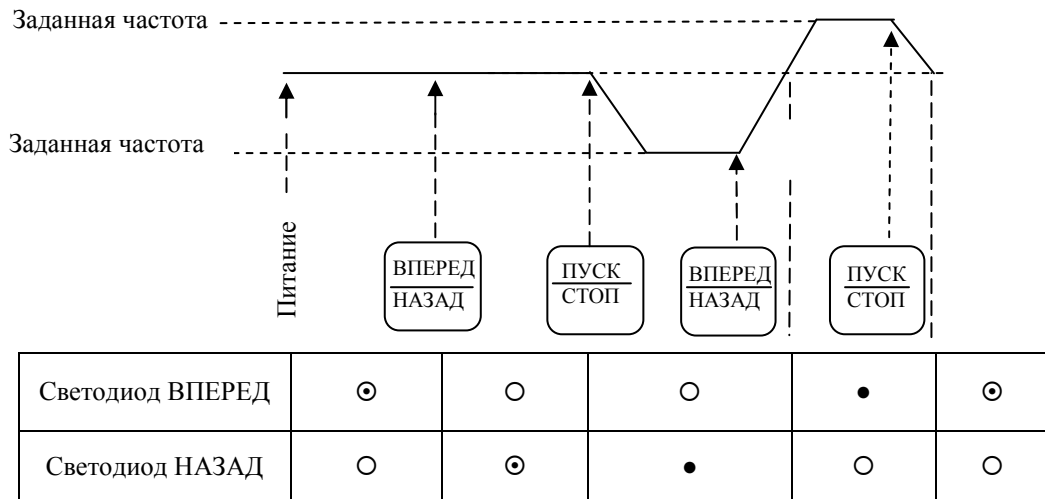 Заданная частота
Заданная частота
Питание
ВПЕРЕД
НАЗАД
ПУСК
СТОП
ВПЕРЕД
НАЗАД
ПУСК
СТОП
Светодиод ВПЕРЕД
Светодиод НАЗАД